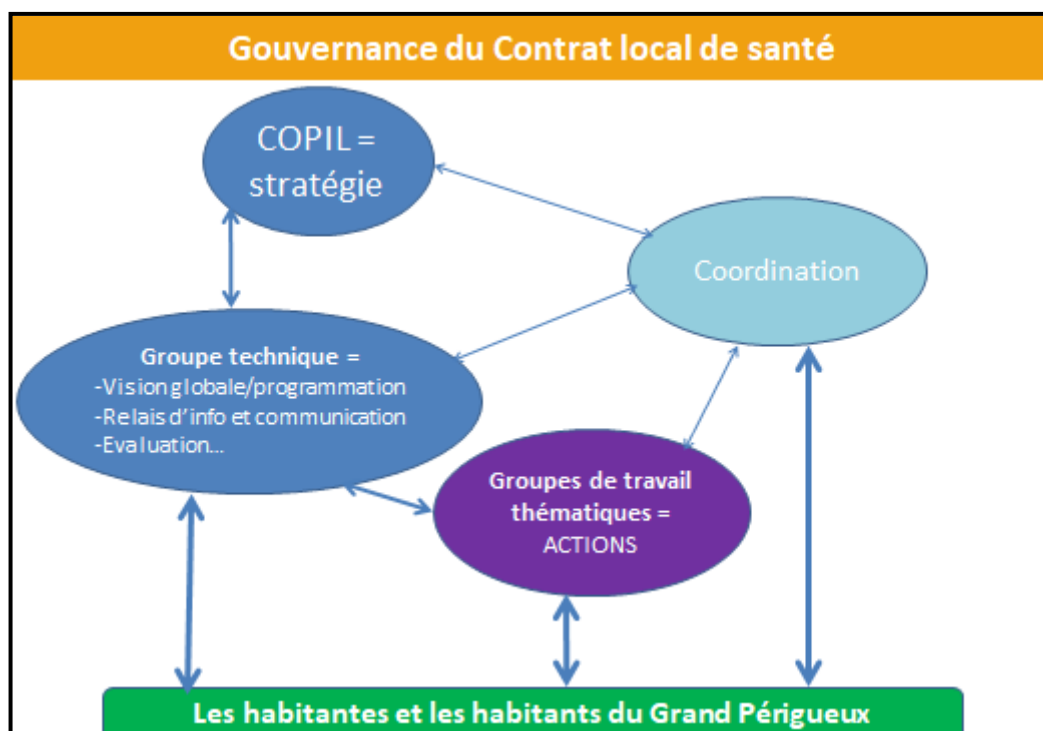 Gouvernance du Contrat local de santé
COPIL =
stratégie
Coordination
Groupe technique =
-Vision globale/programmation
-Relais d'info et communication
-Evaluation...
Groupes de travail
thématiques =
ACTIONS
Les habitantes et les habitants du Grand Périgueux